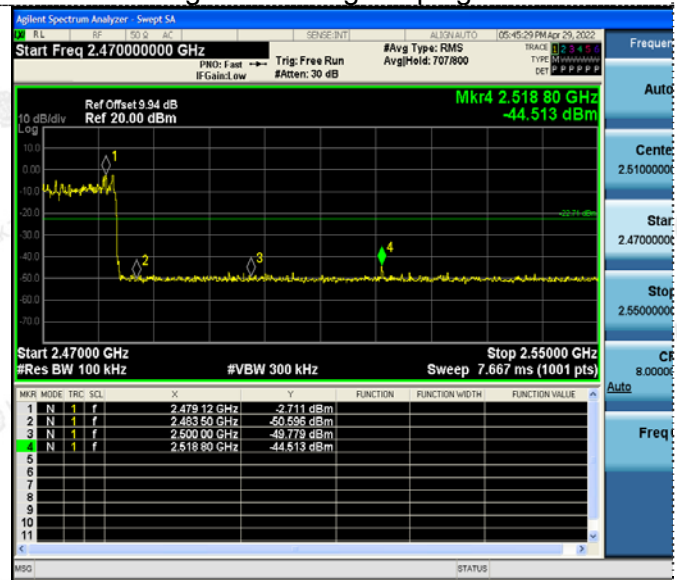 Agilent Spectrum Analyzer - Swept SA
RL RF 50 Ω AC SENSE:INT ALIGN AUTO 05:45:29 PM Apr 29, 2022
Start Freq 2.470000000 GHz
PNO: Fast
IFGain:Low
Trig: Free Run
#Atten: 30 dB
#Avg Type: RMS
Avg|Hold: 707/800
TRACE 1 2 3 4 5 6
TYPE M
DET P P P P P P
Ref Offset 9.94 dB
10 dB/div Ref 20.00 dBm
Log
Mkr4 2.518 80 GHz
-44.513 dBm
10.0
0.00
-10.0
-20.0
-30.0
-40.0
-50.0
-60.0
-70.0
1
2
3
4
-22.71 dBm
Start 2.47000 GHz Stop 2.55000 GHz
#Res BW 100 kHz #VBW 300 kHz Sweep 7.667 ms (1001 pts)
MKR MODE TRC SCL X Y FUNCTION FUNCTION WIDTH FUNCTION VALUE
1 N 1 f 2.479 12 GHz -2.711 dBm
2 N 1 f 2.483 50 GHz -50.596 dBm
3 N 1 f 2.500 00 GHz -49.779 dBm
4 N 1 f 2.518 80 GHz -44.513 dBm
5
6
7
8
9
10
11
MSG STATUS
Frequen
Auto
Cente
2.51000000
Star
2.47000000
Stop
2.55000000
CF
8.00000
Auto
Freq